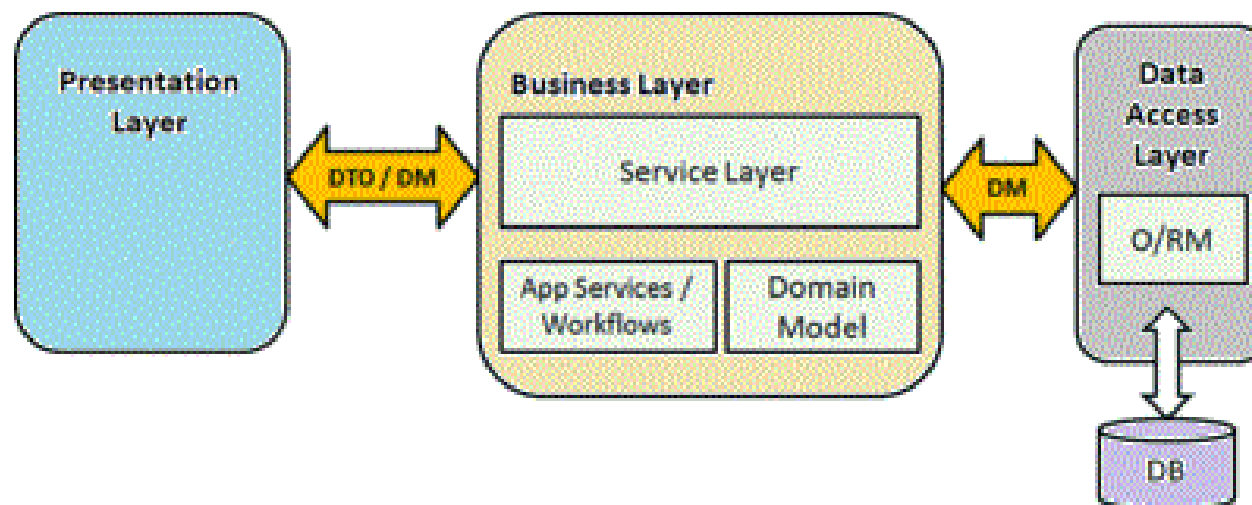 Presentation
Layer
DTO / DM
Business Layer
Service Layer
App Services /
Workflows
Domain
Model
DM
Data
Access
Layer
O/RM
DB